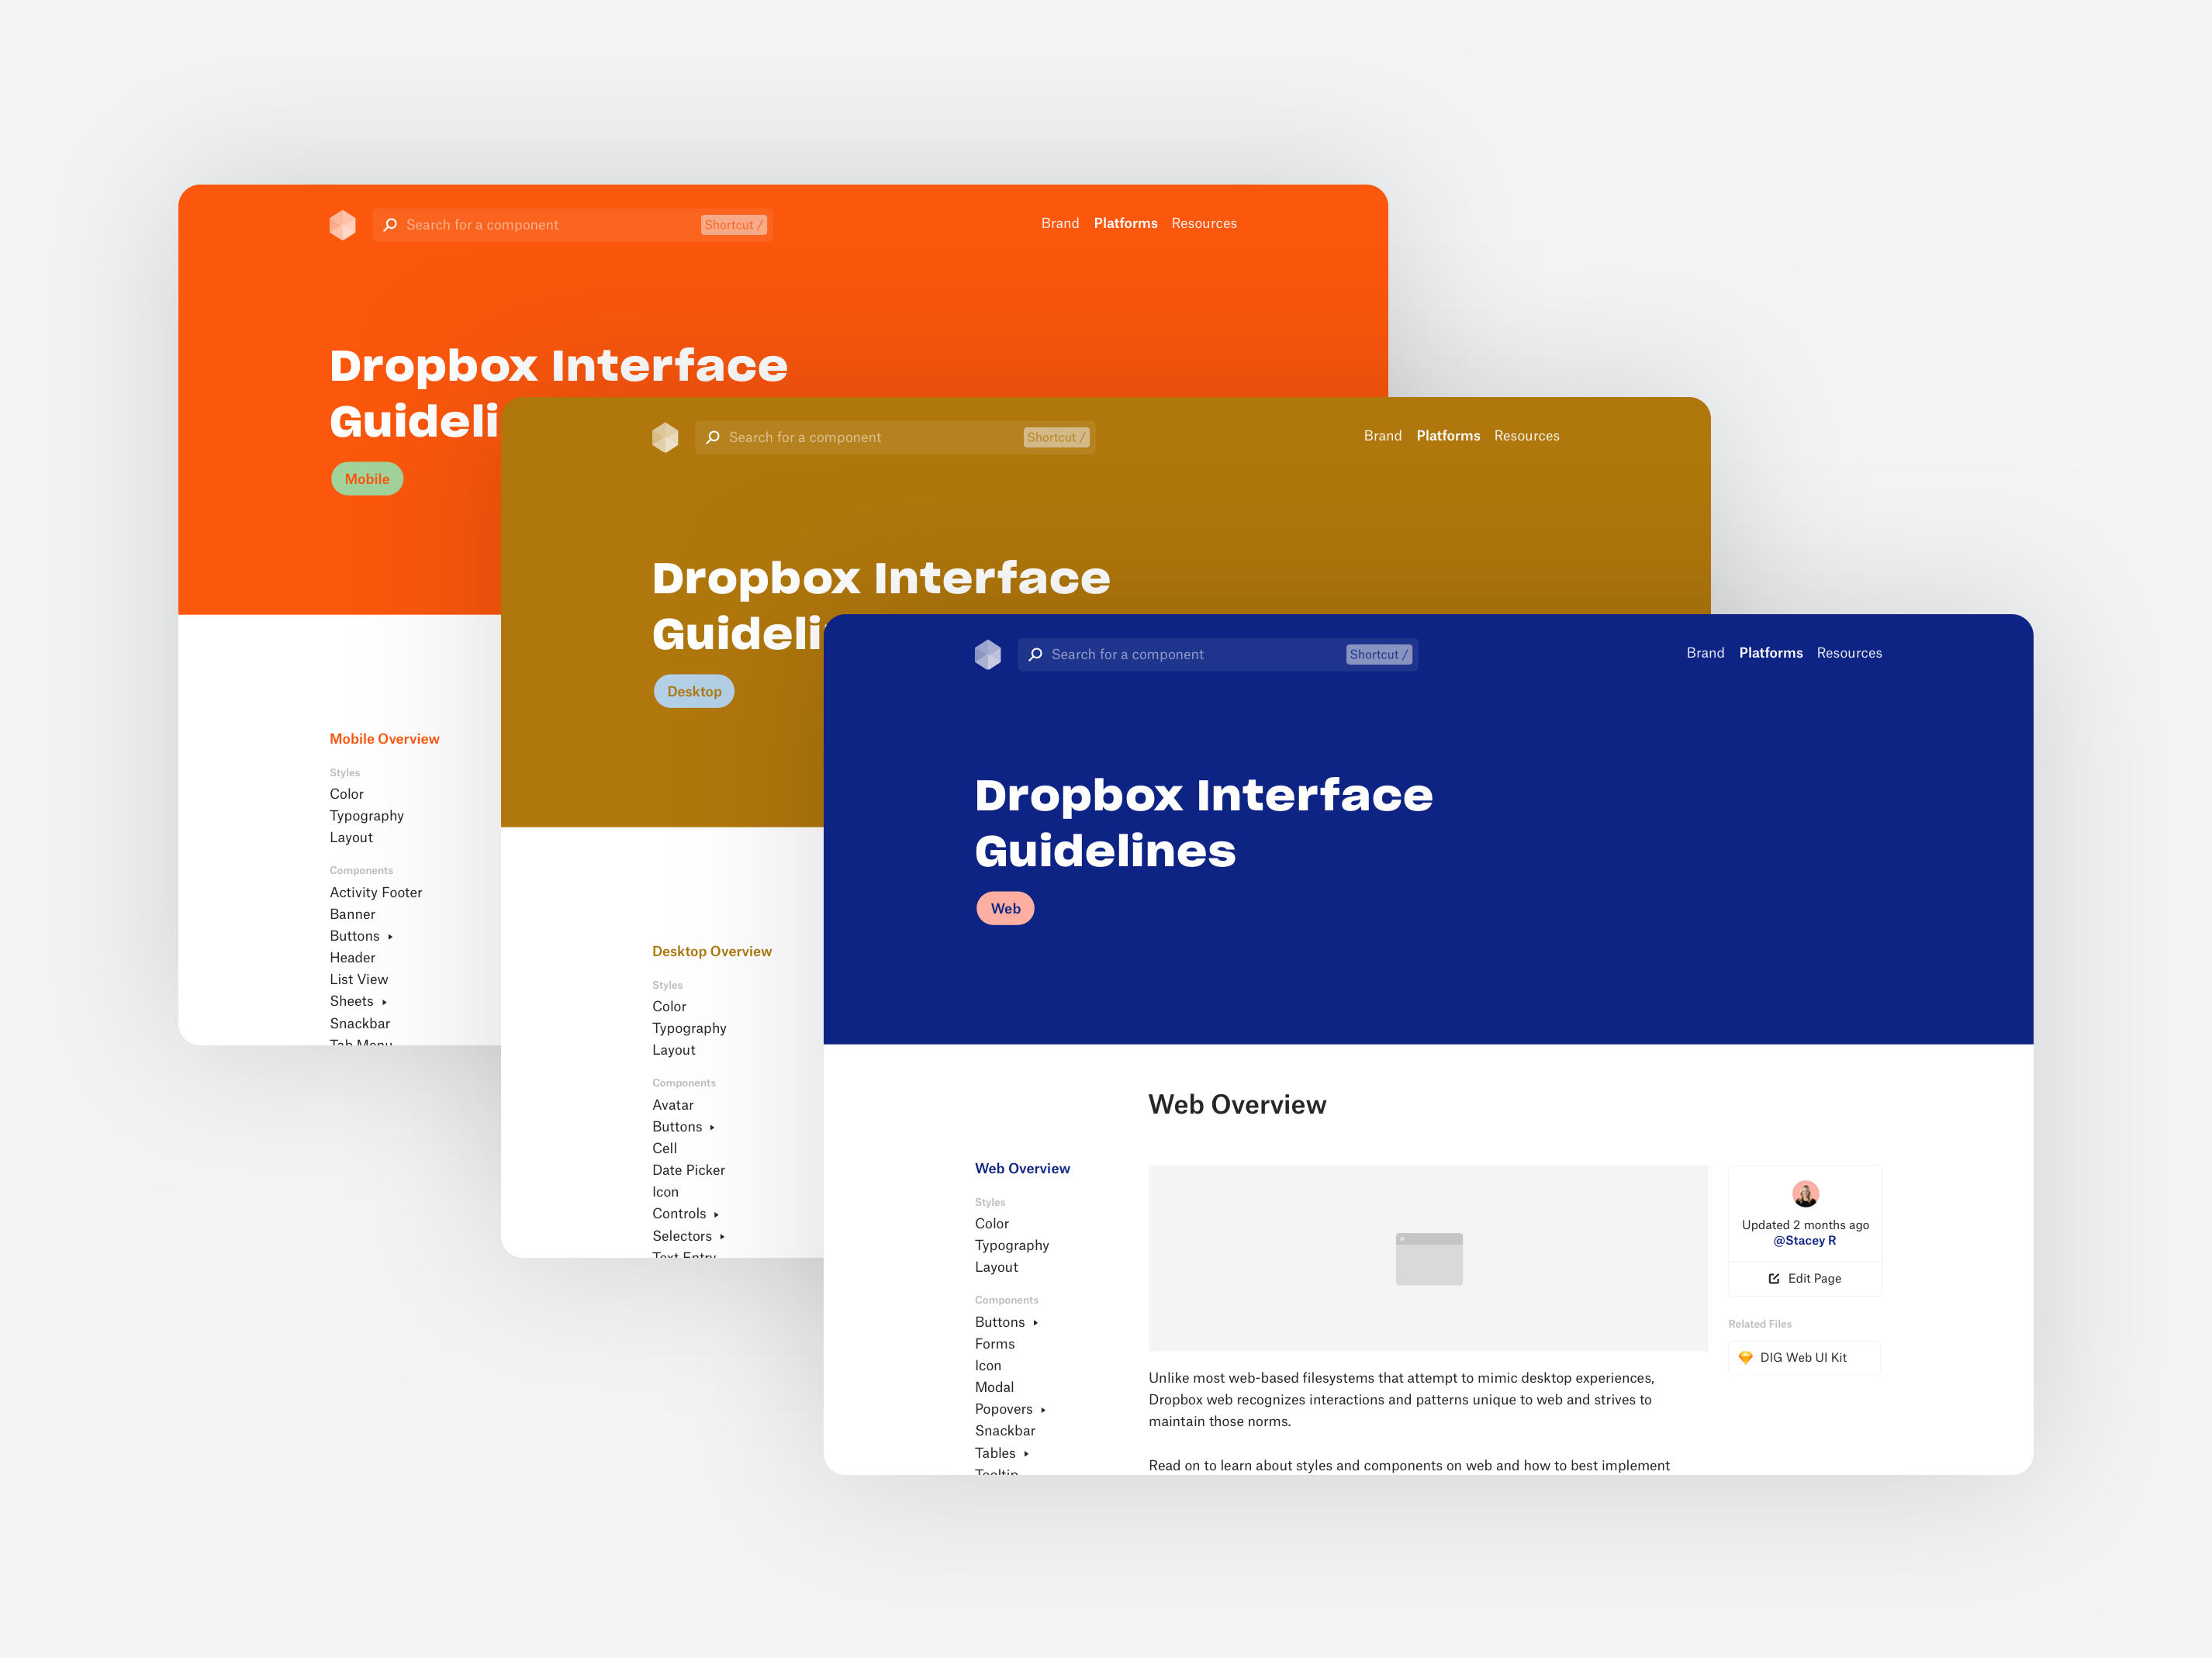 Search for a component
Shortcut /
Brand Platforms Resources
Dropbox Interface
Guideli
Mobile
Mobile Overview
Styles
Color
Typography
Layout
Components
Activity Footer
Banner
Buttons
Header
List View
Sheets
Snackbar
Tab Menu
Search for a component
Shortcut /
Brand Platforms Resources
Dropbox Interface
Guideli
Desktop
Desktop Overview
Styles
Color
Typography
Layout
Components
Avatar
Buttons
Cell
Date Picker
Icon
Controls
Selectors
Text Entry
Search for a component
Shortcut /
Brand Platforms Resources
Dropbox Interface
Guidelines
Web
Web Overview
Web Overview
Styles
Color
Typography
Layout
Components
Buttons
Forms
Icon
Modal
Popovers
Snackbar
Tables
Tooltip
Unlike most web-based filesystems that attempt to mimic desktop experiences,
Dropbox web recognizes interactions and patterns unique to web and strives to
maintain those norms.
Read on to learn about styles and components on web and how to best implement
Updated 2 months ago
@Stacey R
Edit Page
Related Files
DIG Web UI Kit